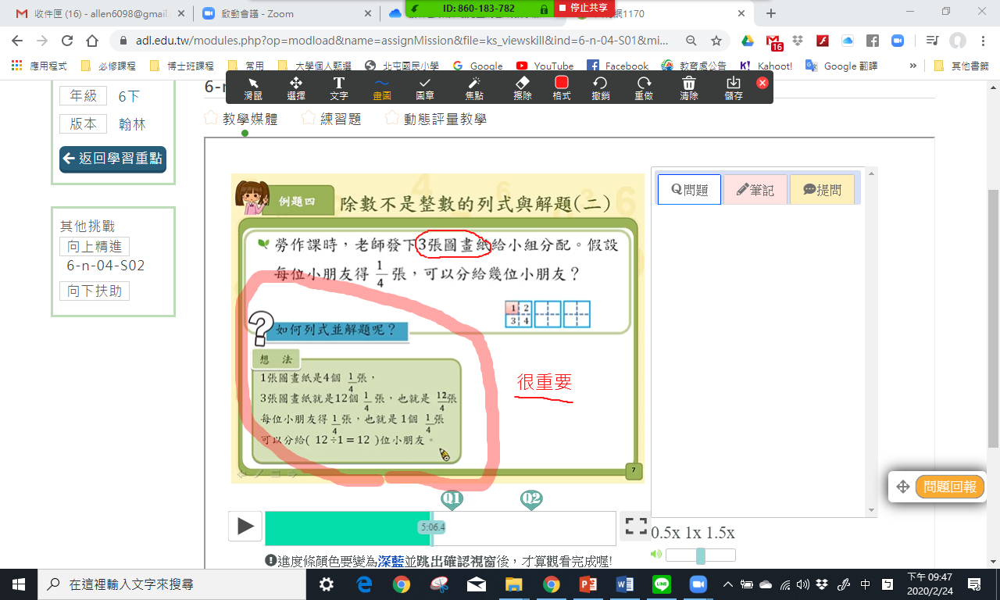 收件匣 (16) - allen6098@gmail.
啟動會議 - Zoom
ID: 860-183-782
停止共享
網1170
adl.edu.tw/modules.php?op=modload&name=assignMission&file=ks_viewskill&ind=6-n-04-S01&mi...
16
應用程式 必修課程 博士班課程 常用 大學個人甄選 北屯國民小學 Google YouTube Facebook 教育處公告 Kahoot! Google 翻譯 » 其他書籤
滑鼠 選擇 文字 畫圖 圖章 焦點 擦除 格式 撤銷 重做 清除 儲存
年級 6下
版本 翰林
返回學習重點
其他挑戰
向上精進
6-n-04-S02
向下扶助
教學媒體 練習題 動態評量教學
例題四
除數不是整數的列式與解題(二)
勞作課時，老師發下3張圖畫紙給小組分配。假設
每位小朋友得 1/4 張，可以分給幾位小朋友？
1 2
3 4
如何列式並解題呢？
想 法
1張圖畫紙是4個 1/4張，
3張圖畫紙就是12個 1/4 張，也就是 12/4張
每位小朋友得1/4張，也就是1個 1/4張
可以分給( 12÷1=12 )位小朋友。
很重要
7
Q問題 筆記 提問
Q1 Q2
5:06.4
0.5x 1x 1.5x
進度條顏色要變為深藍並跳出確認視窗後，才算觀看完成喔!
問題回報
在這裡輸入文字來搜尋
中
下午 09:47
2020/2/24